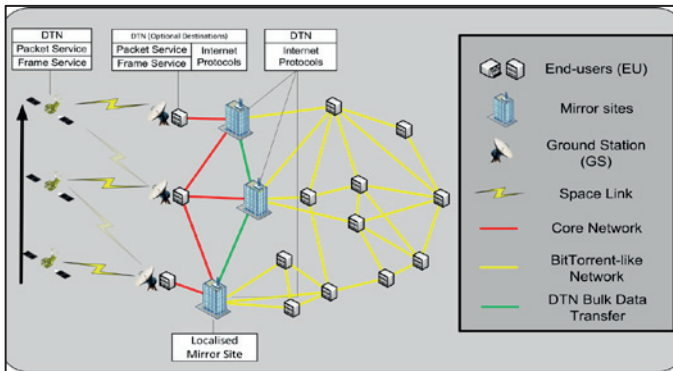 DTN
Packet Service
Frame Service
DTN (Optional Destinations)
Packet Service
Frame Service
Internet
Protocols
DTN
Internet
Protocols
End-users (EU)
Mirror sites
Ground Station
(GS)
Space Link
Core Network
BitTorrent-like
Network
DTN Bulk Data
Transfer
Localised
Mirror Site